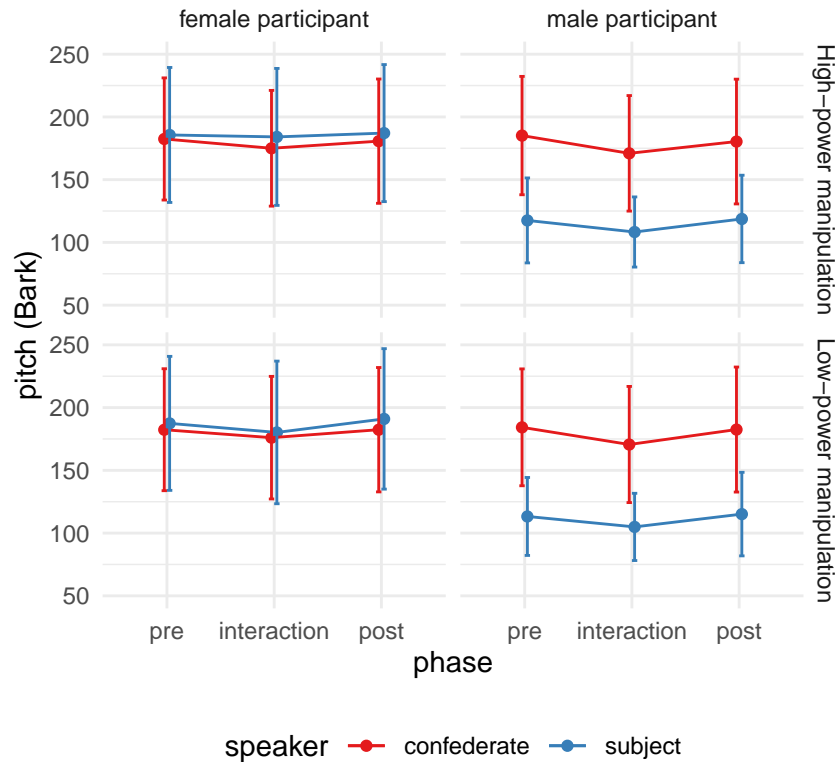 female participant
male participant
250
200
150
100
50
High−power manipulation
250
200
150
100
50
Low−power manipulation
pitch (Bark)
pre
interaction
post
pre
interaction
post
phase
speaker confederate subject